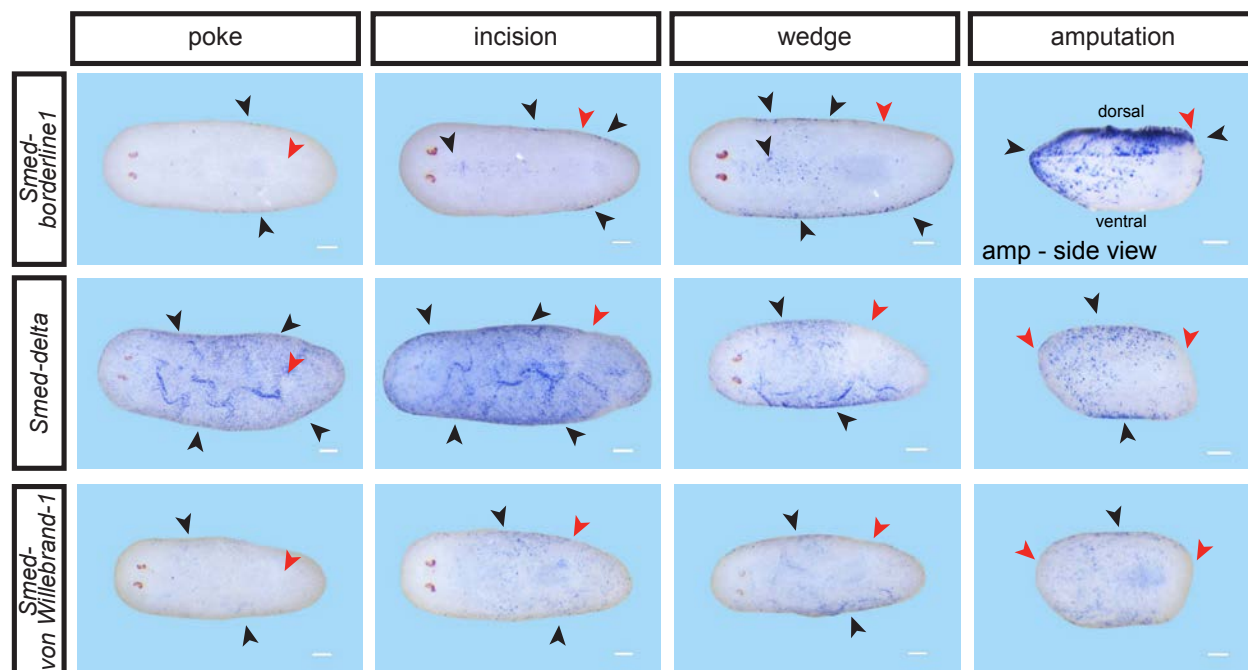 poke
incision
wedge
amputation
Smed-
borderline1
dorsal
ventral
amp - side view
Smed-delta
Smed-
von Willebrand-1